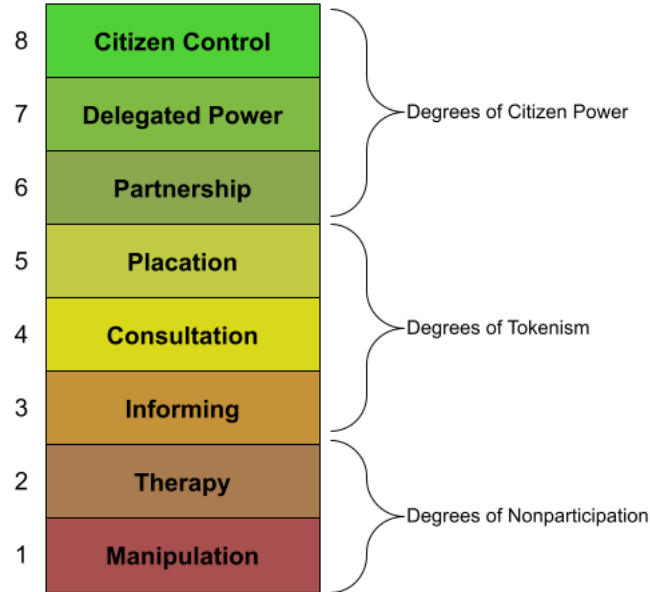 8 Citizen Control
7 Delegated Power
Degrees of Citizen Power
6 Partnership
5 Placation
4 Consultation
Degrees of Tokenism
3 Informing
2 Therapy
Degrees of Nonparticipation
1 Manipulation